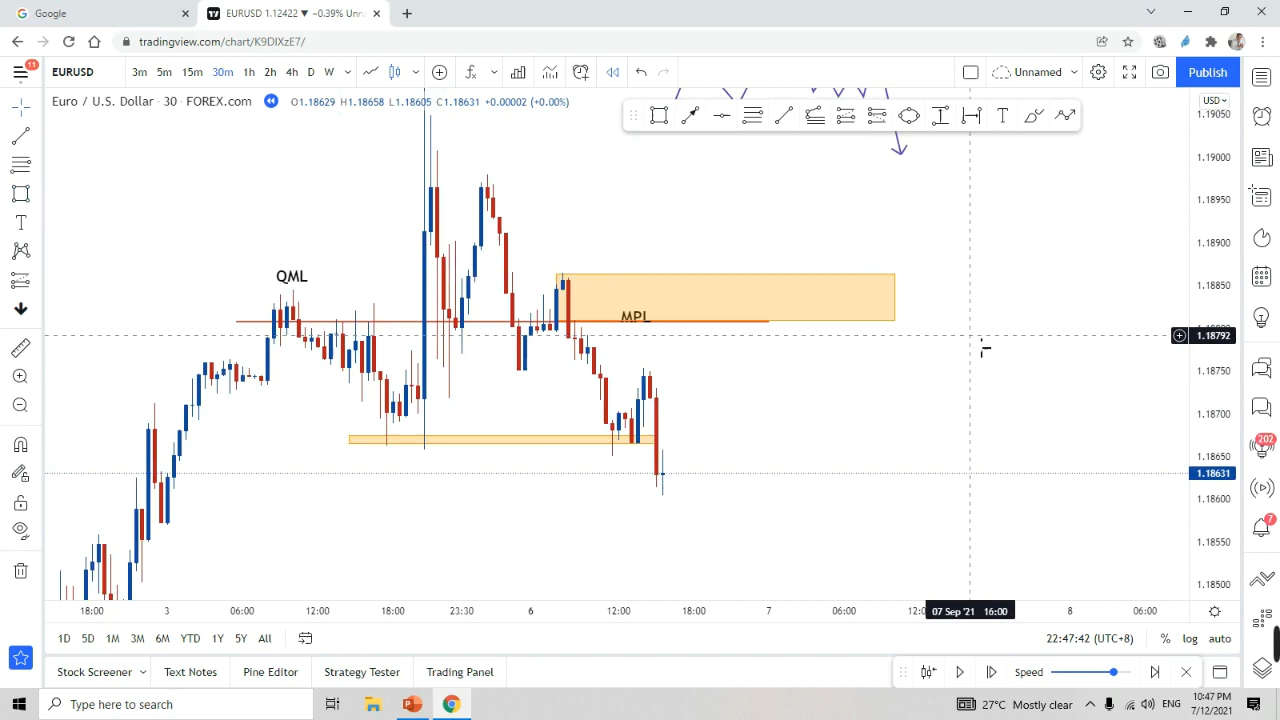 Google
EURUSD 1.12422 ▼ −0.39% Unn
tradingview.com/chart/K9DIXzE7/
11
EURUSD
3m 5m 15m 30m 1h 2h 4h D W
Unnamed
Publish
Euro / U.S. Dollar · 30 · FOREX.com
O1.18629 H1.18658 L1.18605 C1.18631 +0.00002 (+0.00%)
USD
1.19050
1.19000
1.18950
1.18900
QML
1.18850
MPL
1.18792
1.18750
1.18700
1.18650
1.18631
1.18600
1.18550
1.18500
202
7
18:00 3 06:00 12:00 18:00 23:30 6 12:00 18:00 7 06:00 07 Sep '21 16:00 8 06:00
1D 5D 1M 3M 6M YTD 1Y 5Y All
22:47:42 (UTC+8) % log auto
Stock Screener Text Notes Pine Editor Strategy Tester Trading Panel
Speed
Type here to search
27°C Mostly clear
ENG
10:47 PM
7/12/2021